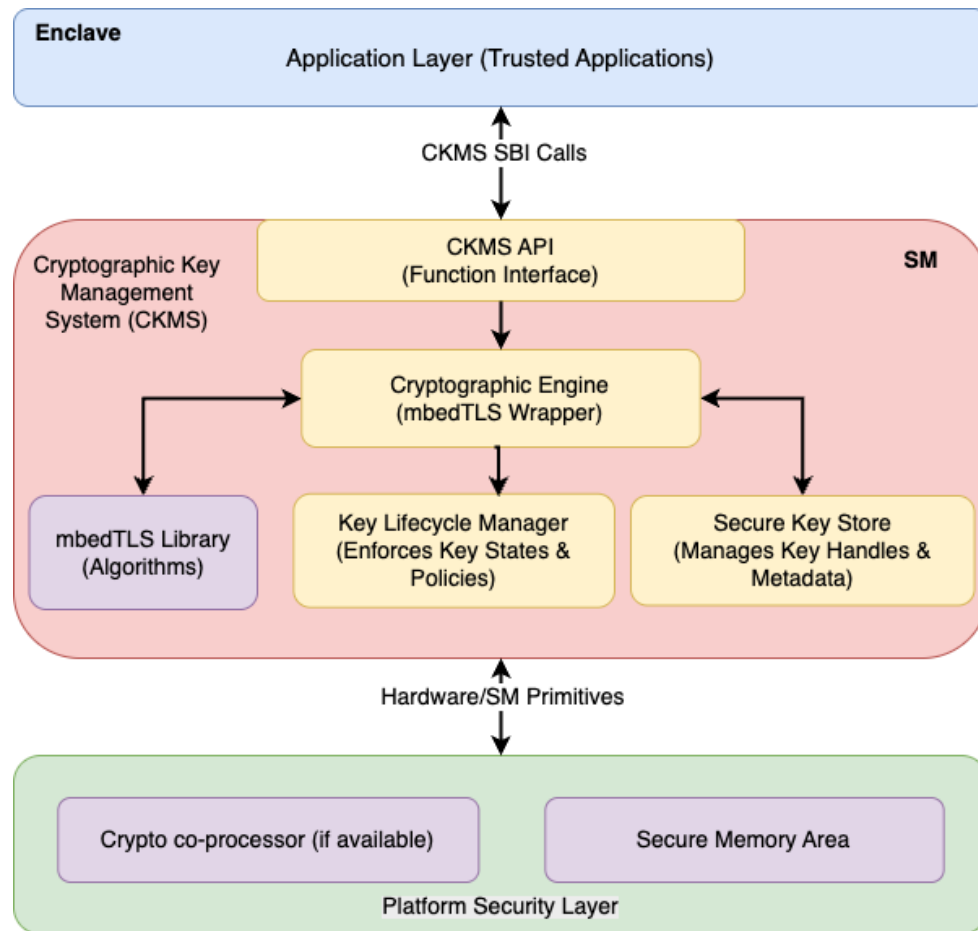 Enclave
Application Layer (Trusted Applications)
CKMS SBI Calls
CKMS API
(Function Interface)
SM
Cryptographic Key
Management
System (CKMS)
Cryptographic Engine
(mbedTLS Wrapper)
mbedTLS Library
(Algorithms)
Key Lifecycle Manager
(Enforces Key States &
Policies)
Secure Key Store
(Manages Key Handles &
Metadata)
Hardware/SM Primitives
Crypto co-processor (if available)
Secure Memory Area
Platform Security Layer